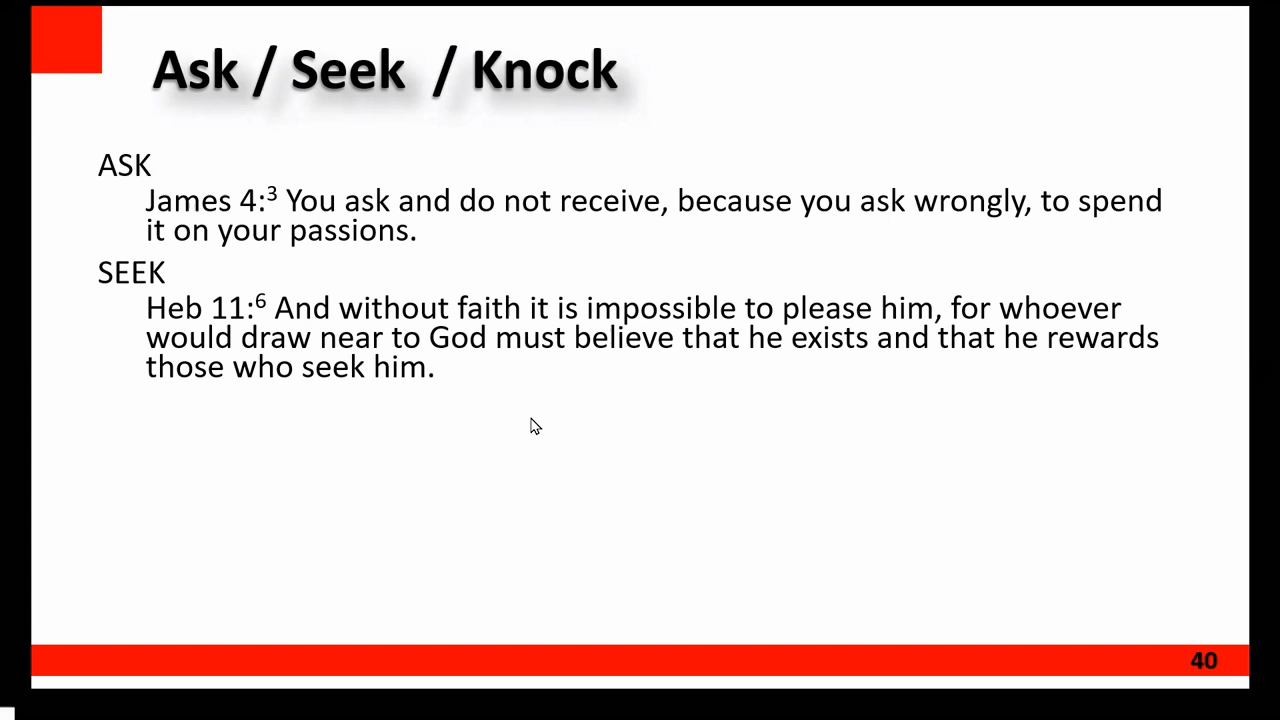 Ask / Seek / Knock
ASK
James 4:3 You ask and do not receive, because you ask wrongly, to spend
it on your passions.
SEEK
Heb 11:6 And without faith it is impossible to please him, for whoever
would draw near to God must believe that he exists and that he rewards
those who seek him.
40